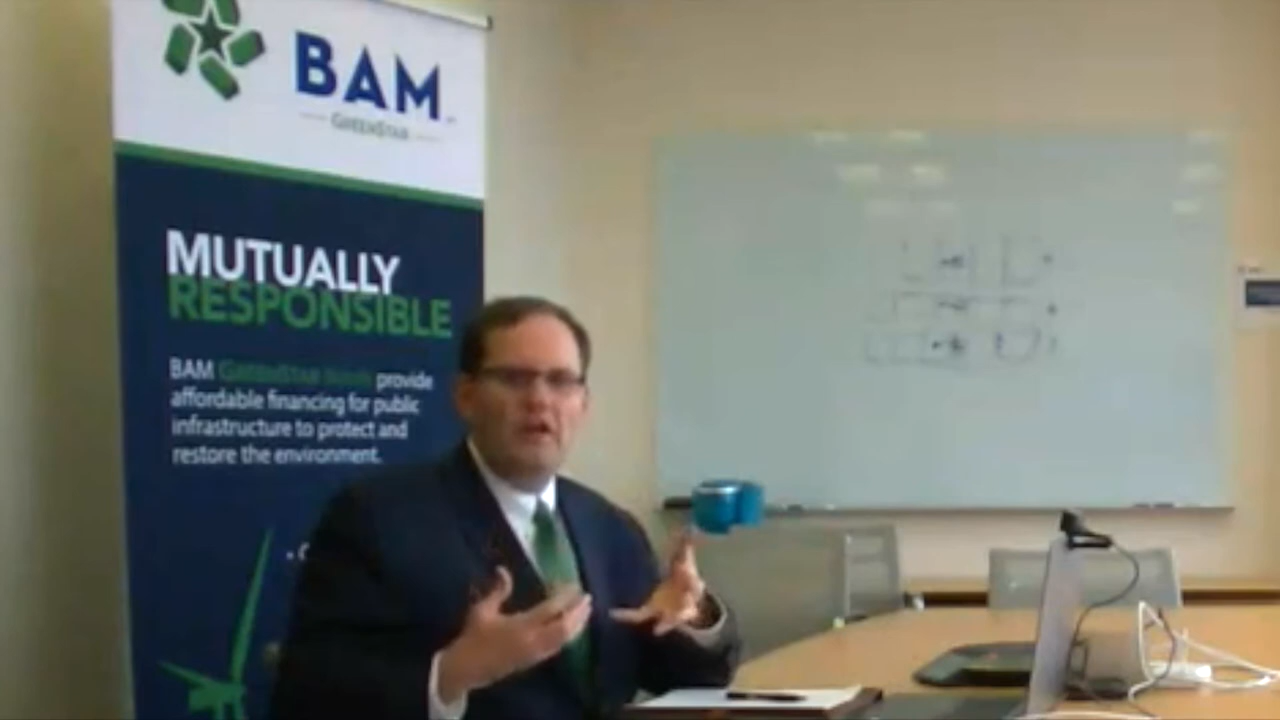 BAM
GREENSTAR
MUTUALLY
RESPONSIBLE
BAM GREENSTAR BONDS provide
affordable financing for public
infrastructure to protect and
restore the environment.